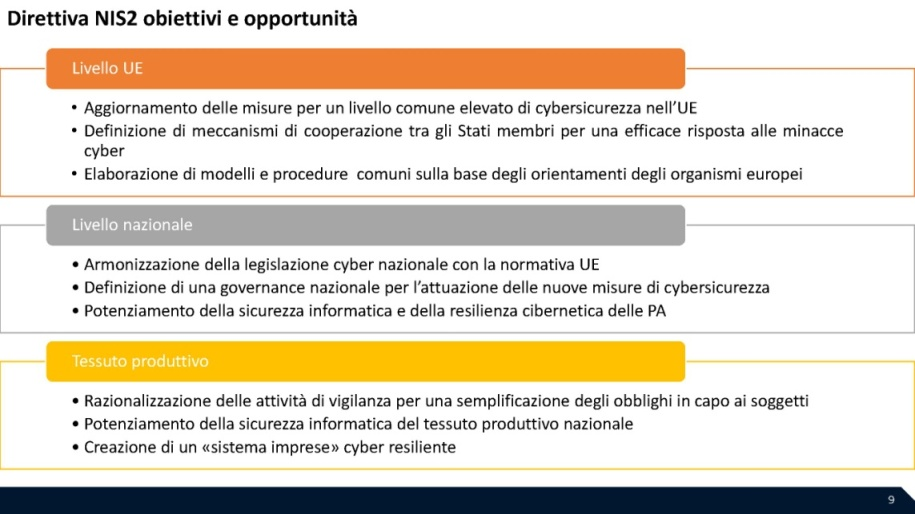 Direttiva NIS2 obiettivi e opportunità
Livello UE
• Aggiornamento delle misure per un livello comune elevato di cybersicurezza nell'UE
• Definizione di meccanismi di cooperazione tra gli Stati membri per una efficace risposta alle minacce
cyber
• Elaborazione di modelli e procedure comuni sulla base degli orientamenti degli organismi europei
Livello nazionale
• Armonizzazione della legislazione cyber nazionale con la normativa UE
• Definizione di una governance nazionale per l'attuazione delle nuove misure di cybersicurezza
• Potenziamento della sicurezza informatica e della resilienza cibernetica delle PA
Tessuto produttivo
• Razionalizzazione delle attività di vigilanza per una semplificazione degli obblighi in capo ai soggetti
• Potenziamento della sicurezza informatica del tessuto produttivo nazionale
• Creazione di un «sistema imprese» cyber resiliente
9